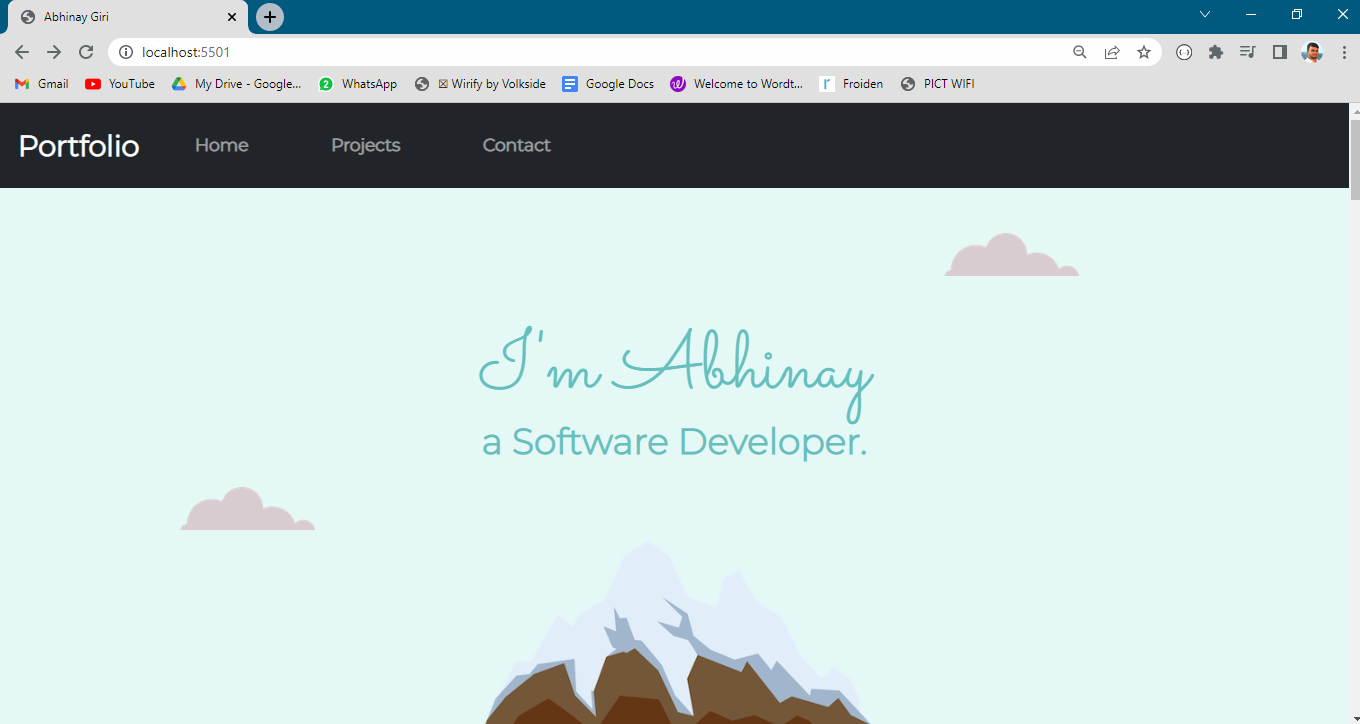 Abhinay Giri
localhost:5501
Gmail YouTube My Drive - Google... 2 WhatsApp ☒ Wirify by Volkside Google Docs Welcome to Wordt... r Froiden PICT WIFI
Portfolio Home Projects Contact
I'm Abhinay
a Software Developer.